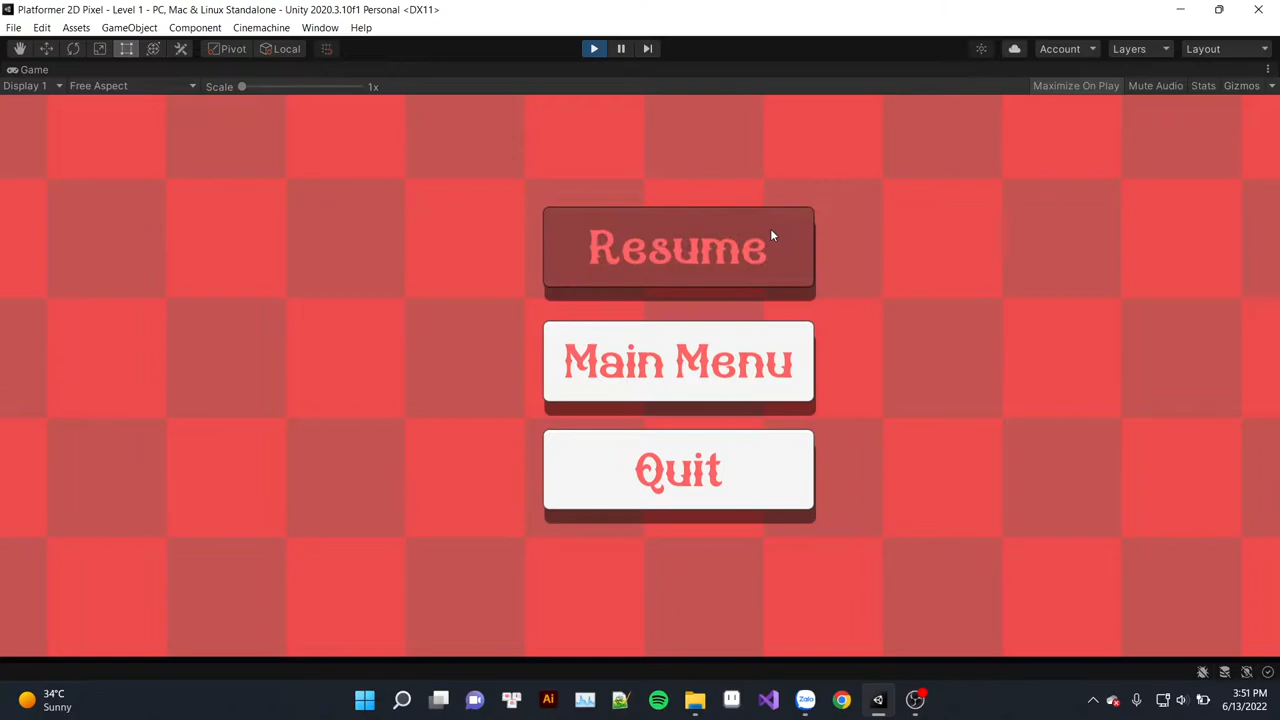 Platformer 2D Pixel - Level 1 - PC, Mac & Linux Standalone - Unity 2020.3.10f1 Personal <DX11>
File Edit Assets GameObject Component Cinemachine Window Help
Pivot Local Account Layers Layout
Game
Display 1 Free Aspect Scale 1x Maximize On Play Mute Audio Stats Gizmos
Resume
Main Menu
Quit
34°C
Sunny
Ai
Zalo
3:51 PM
6/13/2022